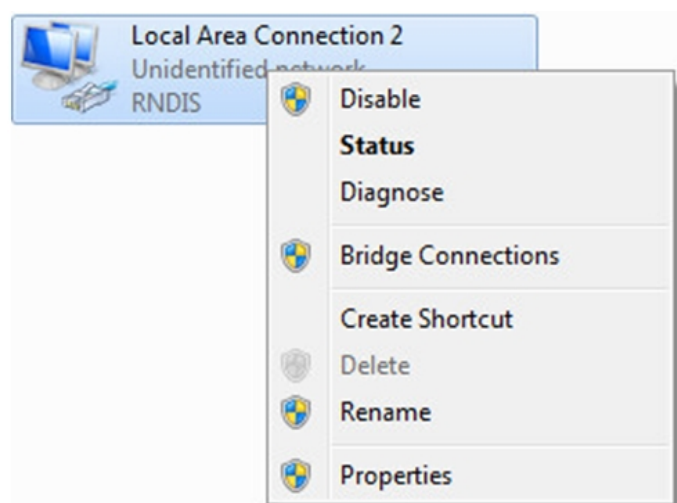 Local Area Connection 2
Unidentified network
RNDIS
Disable
Status
Diagnose
Bridge Connections
Create Shortcut
Delete
Rename
Properties